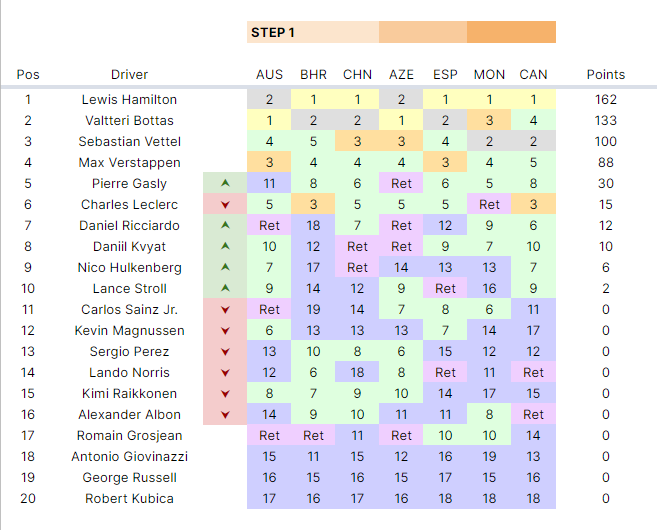 STEP 1
Pos Driver AUS BHR CHN AZE ESP MON CAN Points
1 Lewis Hamilton 2 1 1 2 1 1 1 162
2 Valtteri Bottas 1 2 2 1 2 3 4 133
3 Sebastian Vettel 4 5 3 3 4 2 2 100
4 Max Verstappen 3 4 4 4 3 4 5 88
5 Pierre Gasly 11 8 6 Ret 6 5 8 30
6 Charles Leclerc 5 3 5 5 5 Ret 3 15
7 Daniel Ricciardo Ret 18 7 Ret 12 9 6 12
8 Daniil Kvyat 10 12 Ret Ret 9 7 10 10
9 Nico Hulkenberg 7 17 Ret 14 13 13 7 6
10 Lance Stroll 9 14 12 9 Ret 16 9 2
11 Carlos Sainz Jr. Ret 19 14 7 8 6 11 0
12 Kevin Magnussen 6 13 13 13 7 14 17 0
13 Sergio Perez 13 10 8 6 15 12 12 0
14 Lando Norris 12 6 18 8 Ret 11 Ret 0
15 Kimi Raikkonen 8 7 9 10 14 17 15 0
16 Alexander Albon 14 9 10 11 11 8 Ret 0
17 Romain Grosjean Ret Ret 11 Ret 10 10 14 0
18 Antonio Giovinazzi 15 11 15 12 16 19 13 0
19 George Russell 16 15 16 15 17 15 16 0
20 Robert Kubica 17 16 17 16 18 18 18 0